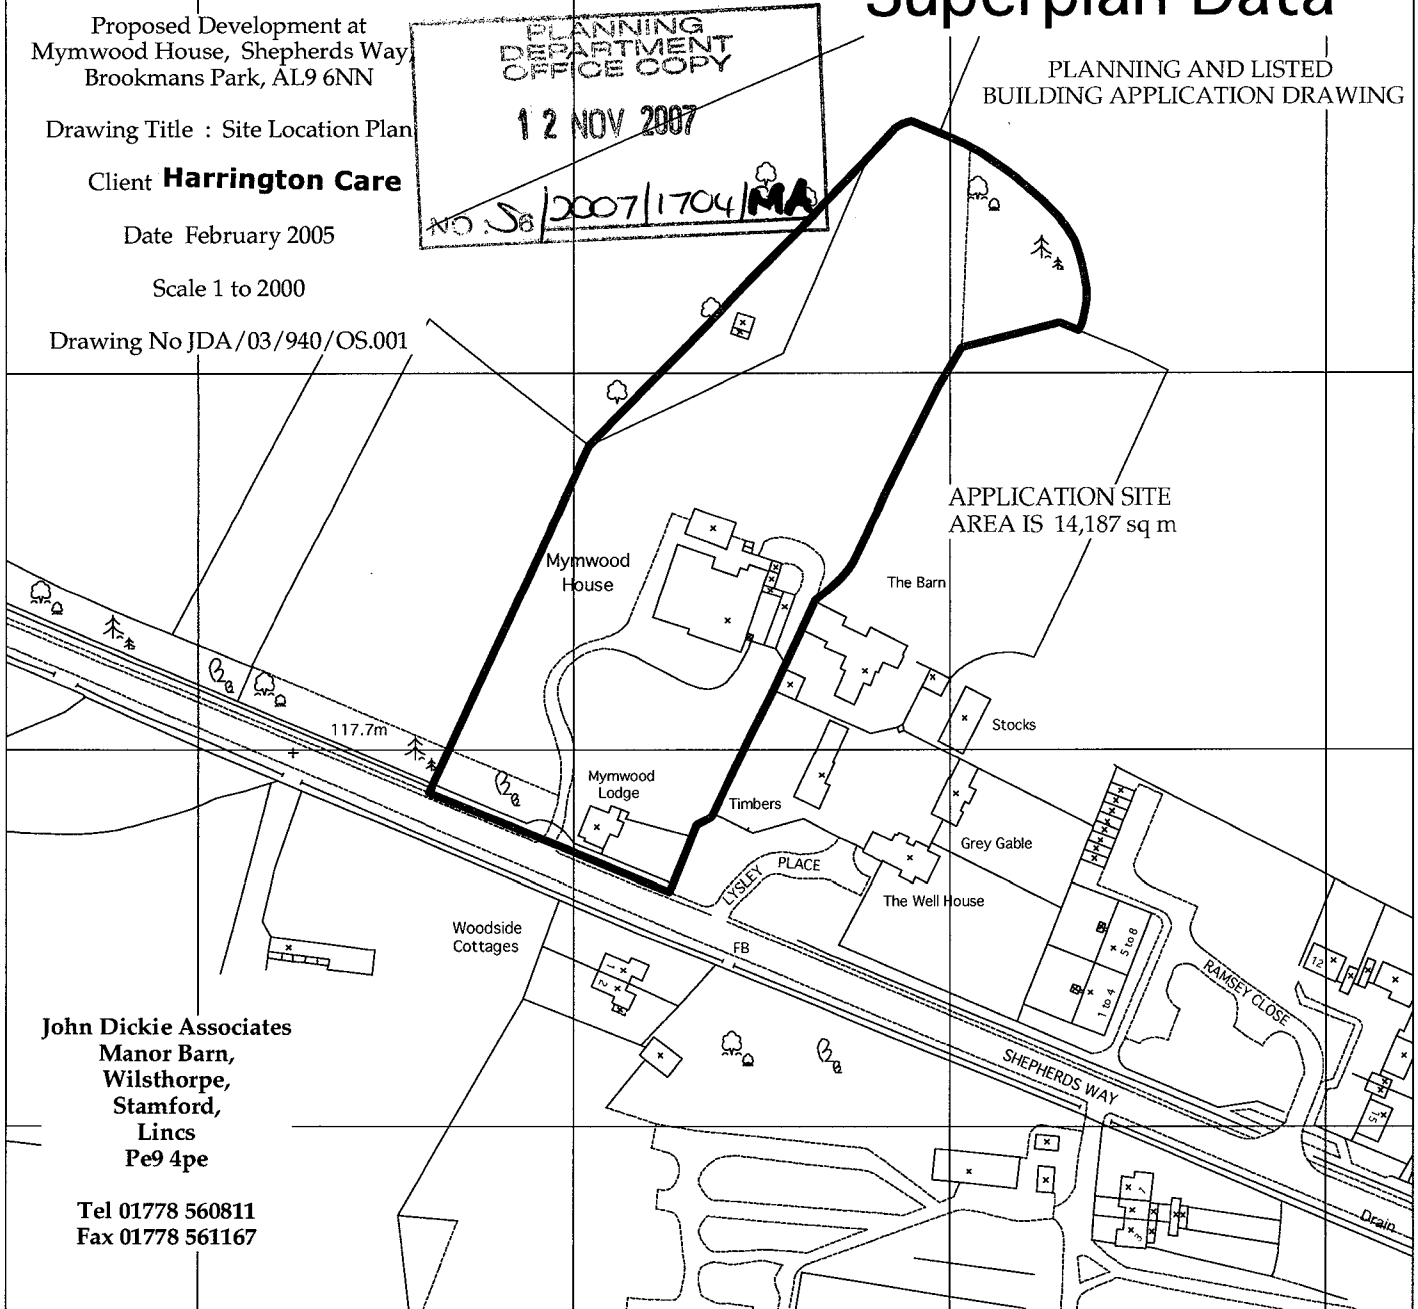 Superplan Data
Proposed Development at
Mymwood House, Shepherds Way,
Brookmans Park, AL9 6NN
Drawing Title : Site Location Plan
Client Harrington Care
Date February 2005
Scale 1 to 2000
Drawing No JDA/03/940/OS.001
PLANNING
DEPARTMENT
OFFICE COPY
12 NOV 2007
NO : S6/2007/1704/MA
PLANNING AND LISTED
BUILDING APPLICATION DRAWING
APPLICATION SITE
AREA IS 14,187 sq m
Mymwood
House
The Barn
Stocks
117.7m
Mymwood
Lodge
Timbers
Grey Gable
LYSLEY PLACE
The Well House
Woodside
Cottages
FB
1
2
5 to 8
1 to 4
RAMSEY CLOSE
12
15
SHEPHERDS WAY
1
3
Drain
John Dickie Associates
Manor Barn,
Wilsthorpe,
Stamford,
Lincs
Pe9 4pe
Tel 01778 560811
Fax 01778 561167